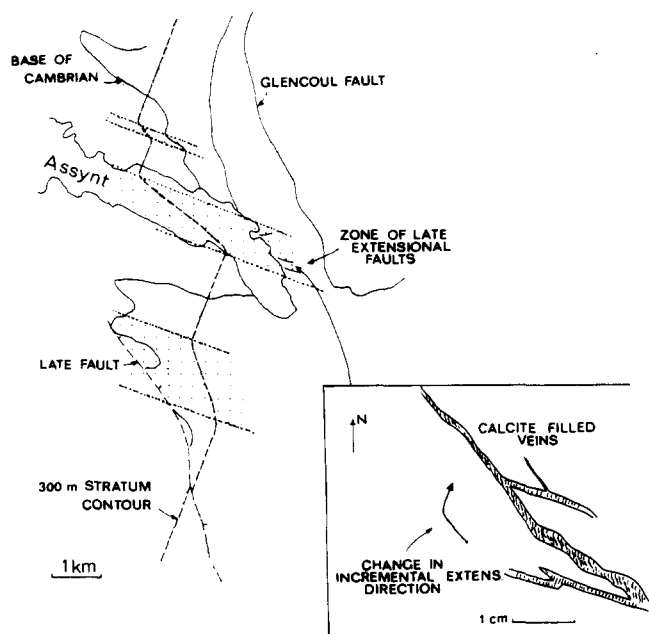 BASE OF
CAMBRIAN
GLENCOUL FAULT
Assynt
ZONE OF LATE
EXTENSIONAL
FAULTS
LATE FAULT
300 m STRATUM
CONTOUR
1km
N
CALCITE FILLED
VEINS
CHANGE IN
INCREMENTAL EXTENS
DIRECTION
1 cm